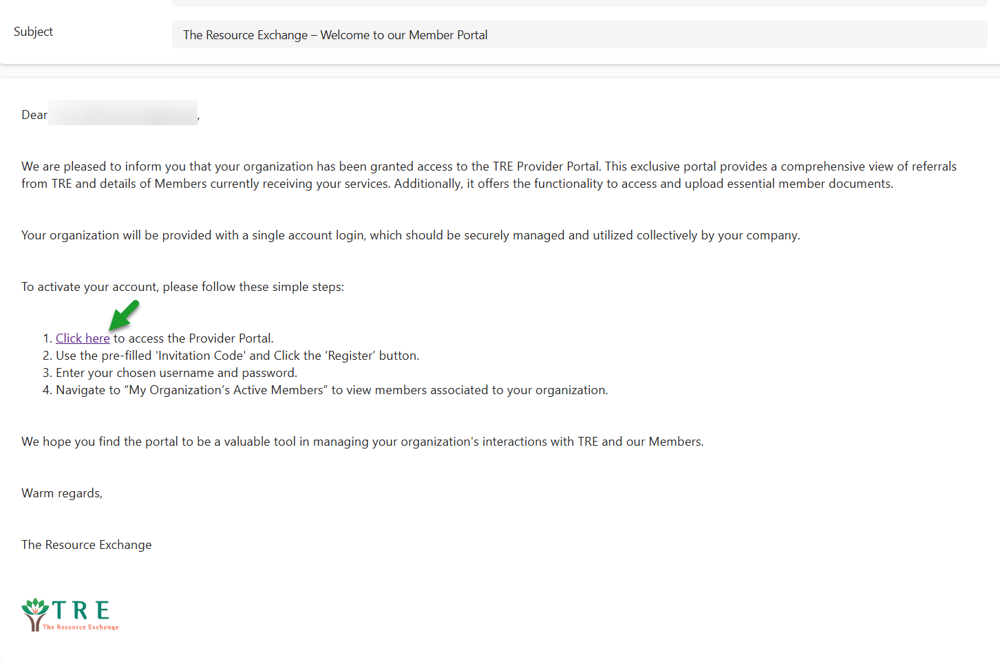 Subject
The Resource Exchange – Welcome to our Member Portal
Dear ,
We are pleased to inform you that your organization has been granted access to the TRE Provider Portal. This exclusive portal provides a comprehensive view of referrals
from TRE and details of Members currently receiving your services. Additionally, it offers the functionality to access and upload essential member documents.
Your organization will be provided with a single account login, which should be securely managed and utilized collectively by your company.
To activate your account, please follow these simple steps:
1. Click here to access the Provider Portal.
2. Use the pre-filled 'Invitation Code' and Click the ‘Register’ button.
3. Enter your chosen username and password.
4. Navigate to “My Organization’s Active Members” to view members associated to your organization.
We hope you find the portal to be a valuable tool in managing your organization's interactions with TRE and our Members.
Warm regards,
The Resource Exchange
TRE
The Resource Exchange